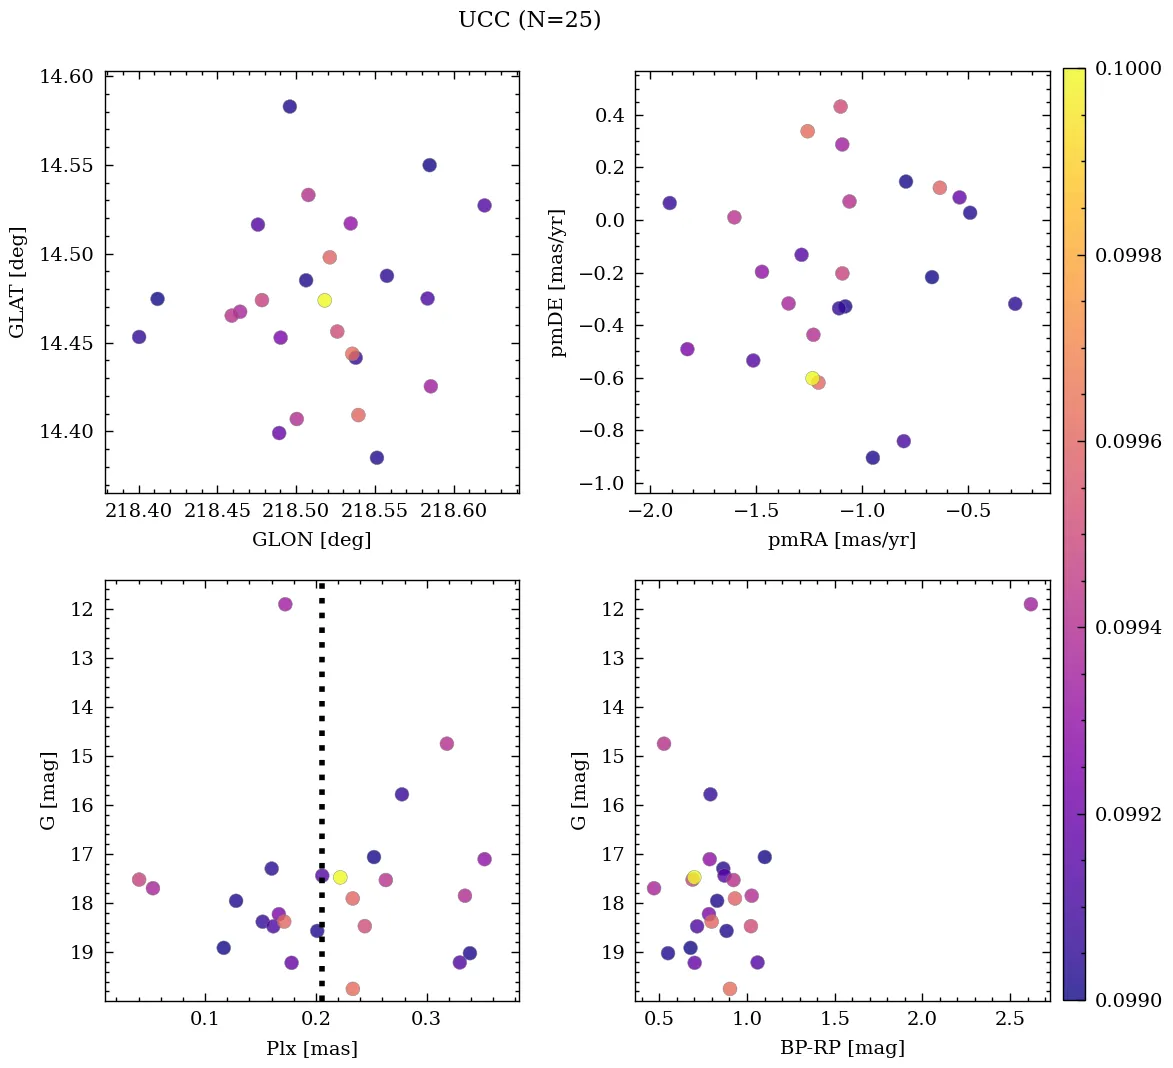 UCC (N=25)
14.60
14.55
14.50
14.45
14.40
GLAT [deg]
218.40 218.45 218.50 218.55 218.60
GLON [deg]
0.4
0.2
0.0
−0.2
−0.4
−0.6
−0.8
−1.0
pmDE [mas/yr]
−2.0 −1.5 −1.0 −0.5
pmRA [mas/yr]
12
13
14
15
16
17
18
19
G [mag]
0.1 0.2 0.3
Plx [mas]
12
13
14
15
16
17
18
19
G [mag]
0.5 1.0 1.5 2.0 2.5
BP-RP [mag]
0.1000
0.0998
0.0996
0.0994
0.0992
0.0990